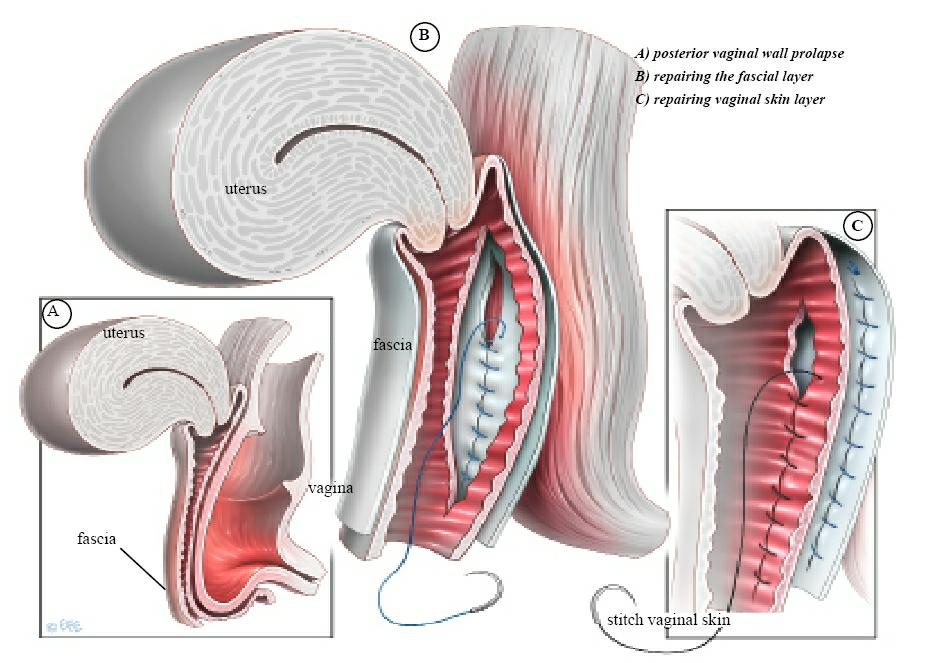 B
A) posterior vaginal wall prolapse
B) repairing the fascial layer
C) repairing vaginal skin layer
uterus
C
A
uterus
fascia
vagina
fascia
stitch vaginal skin